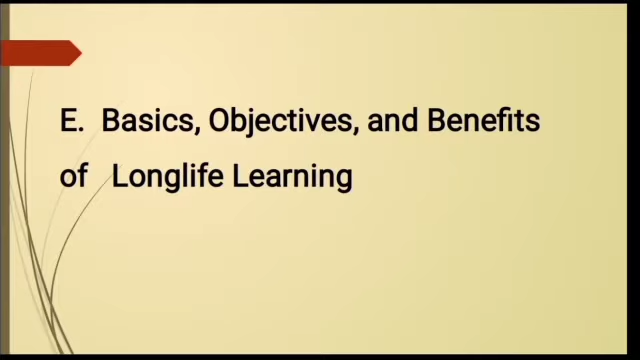 E. Basics, Objectives, and Benefits
of Longlife Learning